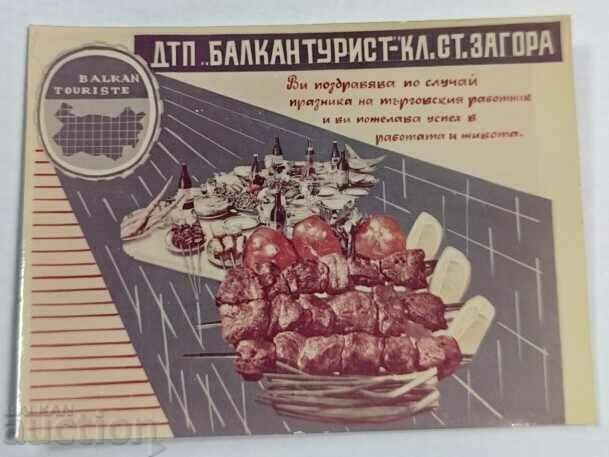 ДТП „БАЛКАНТУРИСТ"-КЛ.СТ.ЗАГОРА
BALKAN
TOURISTE
Ви поздравява по случай
празника на търговския работник
и ви пожелава успех в
работата и живота.
BALKAN
auction